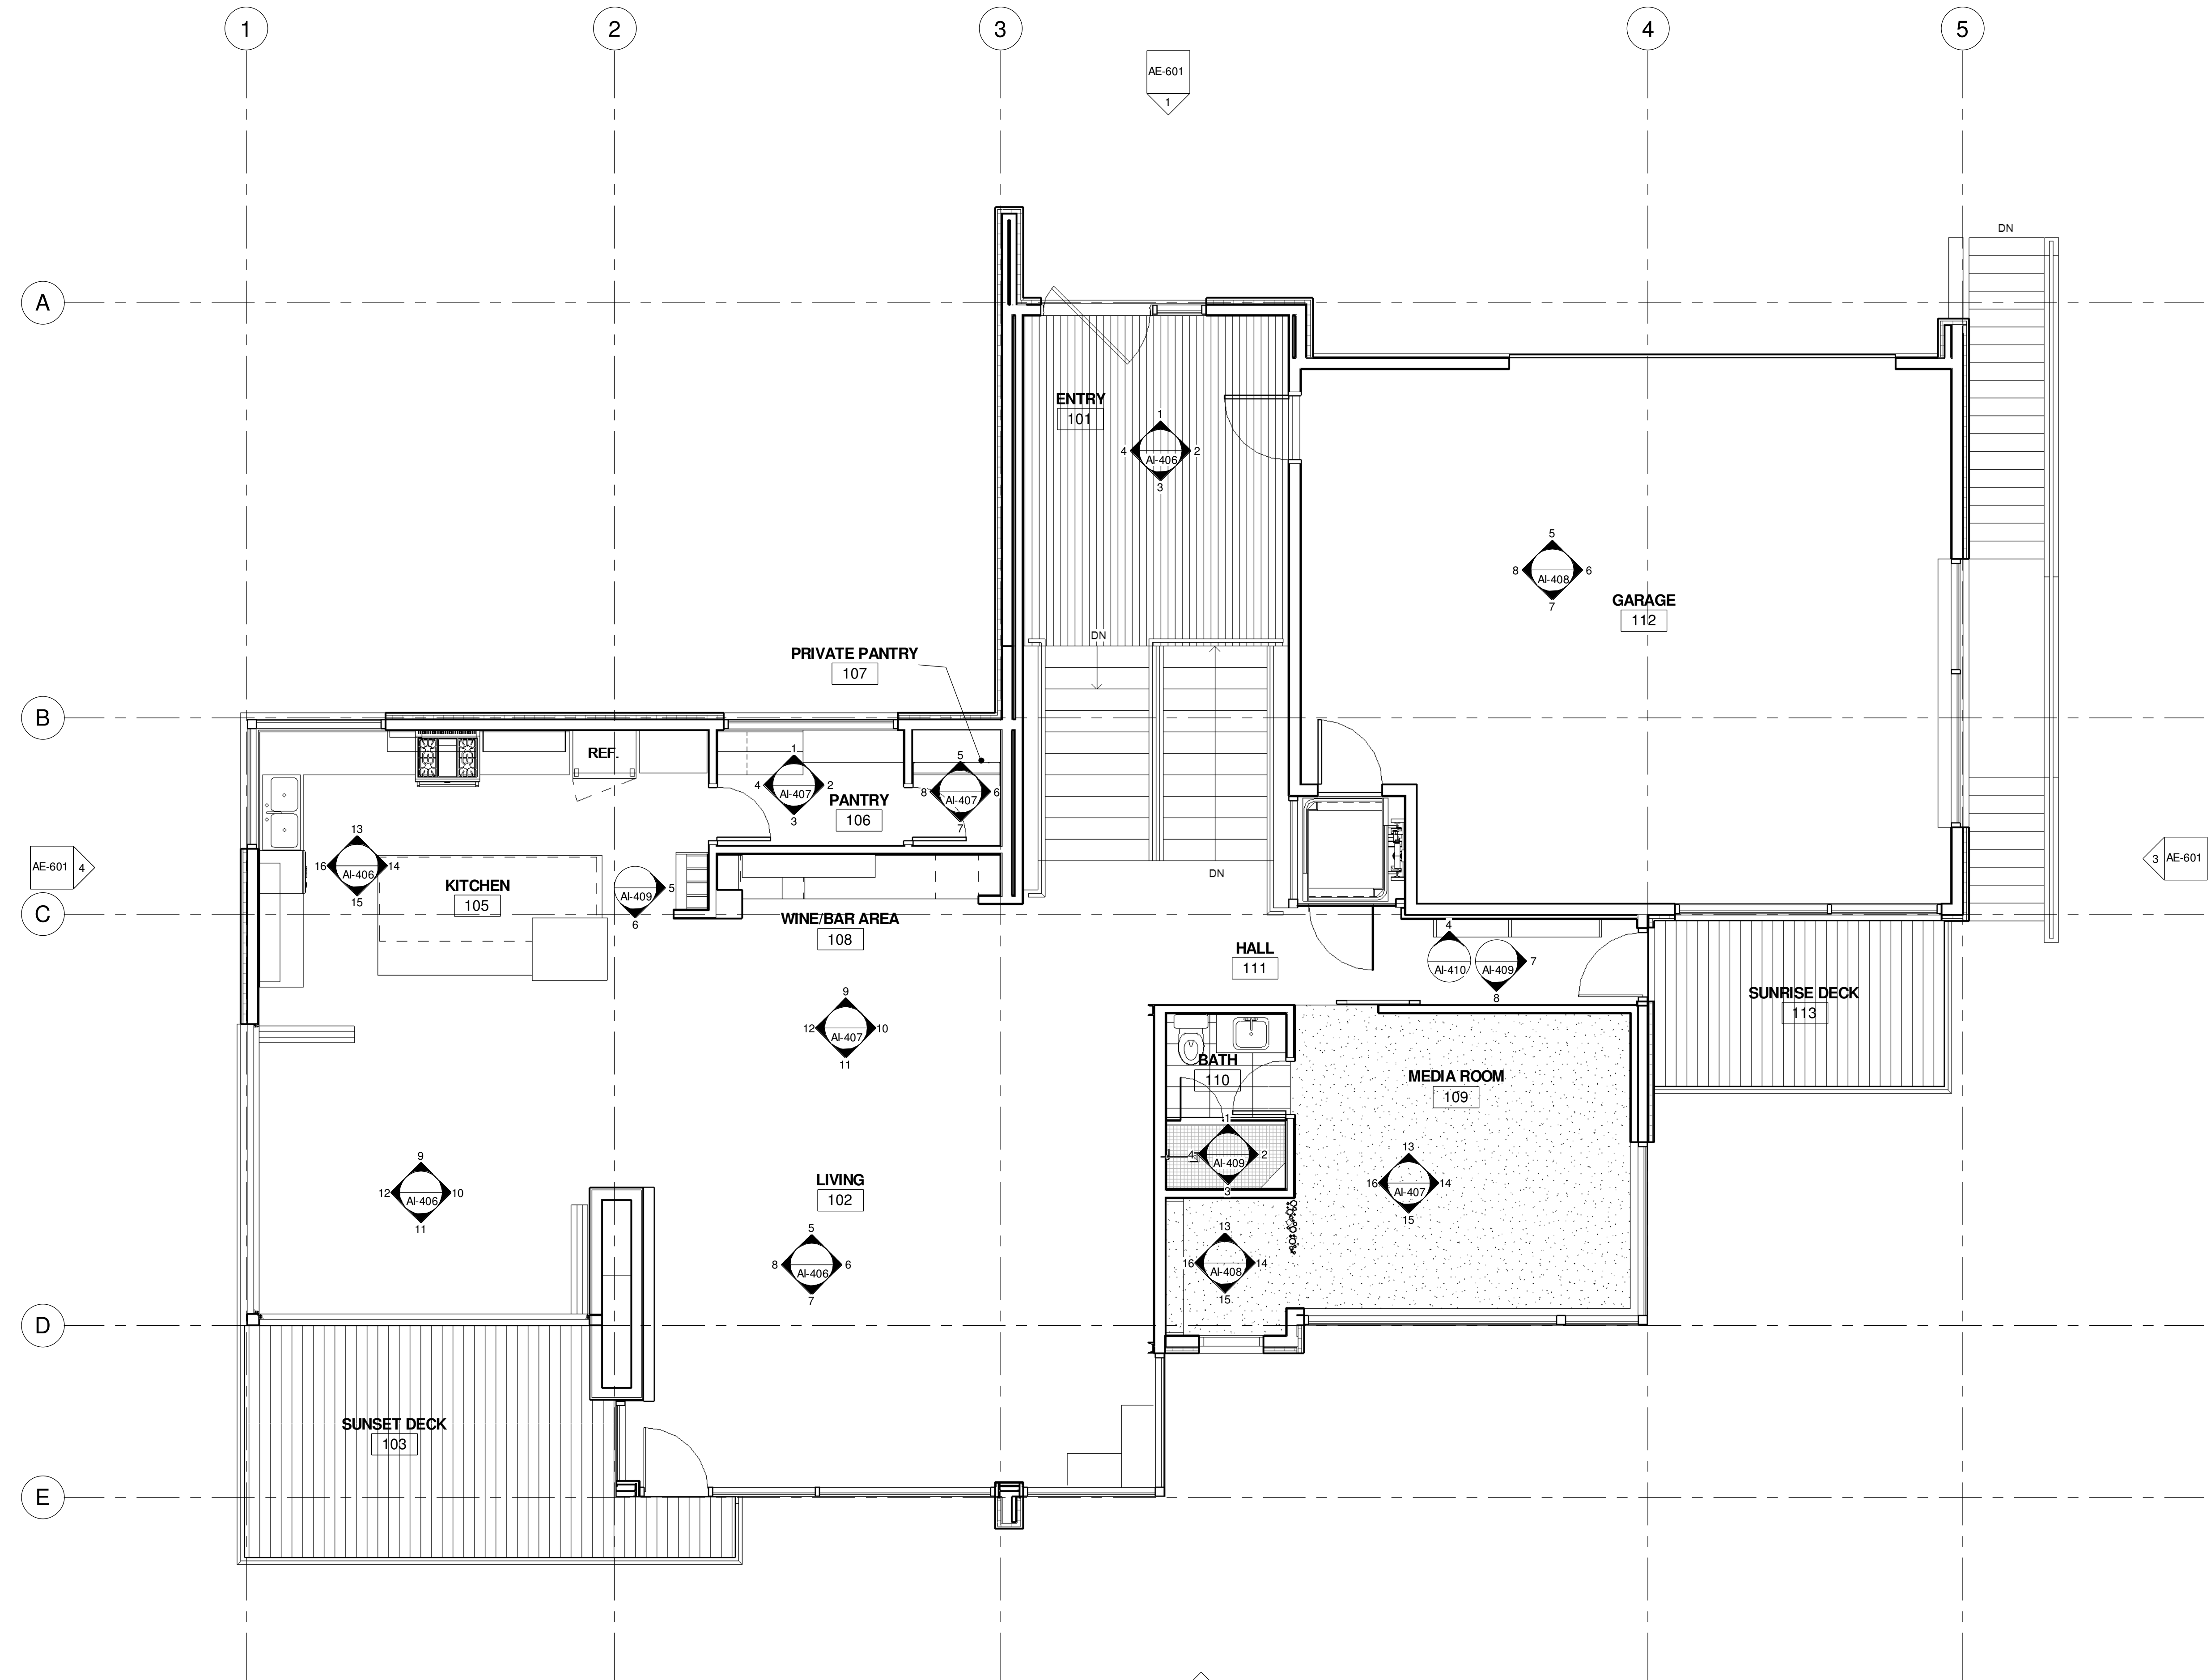 1
2
3
4
5
AE-601
1
DN
A
ENTRY
101
1
4
AI-406
2
3
5
8
AI-408
6
7
GARAGE
112
DN
PRIVATE PANTRY
107
B
REF.
1
4
AI-407
2
3
PANTRY
106
5
8
AI-407
6
7
13
16
AI-406
14
15
AE-601
4
KITCHEN
105
AI-409
5
6
DN
3
AE-601
C
WINE/BAR AREA
108
HALL
111
4
AI-410
AI-409
7
8
SUNRISE DECK
113
9
12
AI-407
10
11
BATH
110
MEDIA ROOM
109
1
4
AI-409
2
3
9
12
AI-406
10
11
LIVING
102
13
16
AI-407
14
15
5
8
AI-406
6
7
13
16
AI-408
14
15
D
SUNSET DECK
103
E